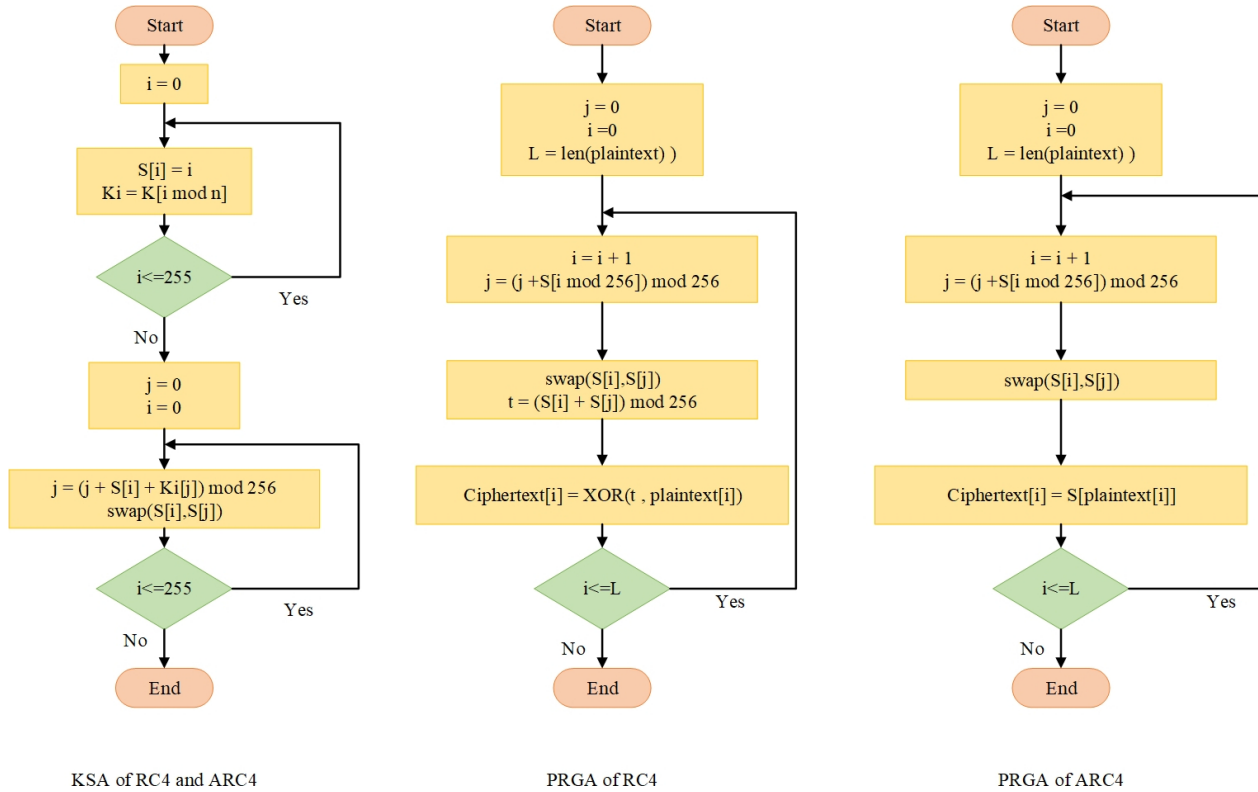 Start
i = 0
S[i] = i
Ki = K[i mod n]
i<=255
Yes
No
j = 0
i = 0
j = (j + S[i] + Ki[j]) mod 256
swap(S[i],S[j])
i<=255
Yes
No
End
KSA of RC4 and ARC4
Start
j = 0
i =0
L = len(plaintext) )
i = i + 1
j = (j +S[i mod 256]) mod 256
swap(S[i],S[j])
t = (S[i] + S[j]) mod 256
Ciphertext[i] = XOR(t , plaintext[i])
i<=L
Yes
No
End
PRGA of RC4
Start
j = 0
i =0
L = len(plaintext) )
i = i + 1
j = (j +S[i mod 256]) mod 256
swap(S[i],S[j])
Ciphertext[i] = S[plaintext[i]]
i<=L
Yes
No
End
PRGA of ARC4